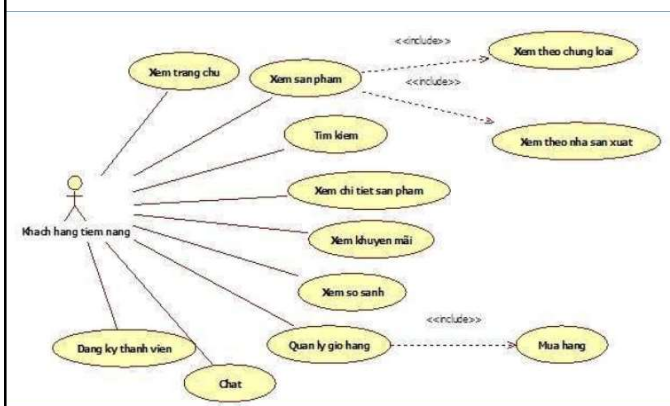 <<include>>
Xem theo chung loai
Xem trang chu
Xem san pham
<<include>>
Tim kiem
Xem theo nha san xuat
Xem chi tiet san pham
Khach hang tiem nang
Xem khuyen mãi
Xem so sanh
<<include>>
Dang ky thanh vien
Quan ly gio hang
Mua hang
Chat